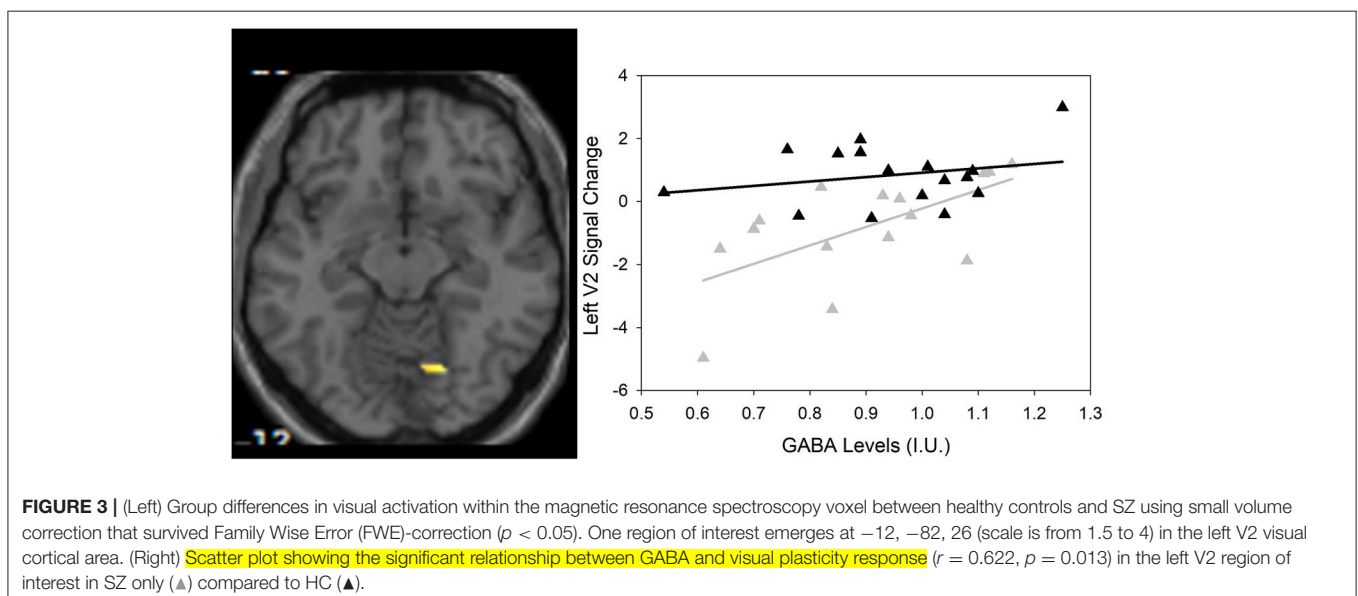 -12
4
2
0
-2
-4
-6
Left V2 Signal Change
0.5 0.6 0.7 0.8 0.9 1.0 1.1 1.2 1.3
GABA Levels (I.U.)
FIGURE 3 | (Left) Group differences in visual activation within the magnetic resonance spectroscopy voxel between healthy controls and SZ using small volume
correction that survived Family Wise Error (FWE)-correction (p < 0.05). One region of interest emerges at −12, −82, 26 (scale is from 1.5 to 4) in the left V2 visual
cortical area. (Right) Scatter plot showing the significant relationship between GABA and visual plasticity response (r = 0.622, p = 0.013) in the left V2 region of
interest in SZ only (▲) compared to HC (▲).